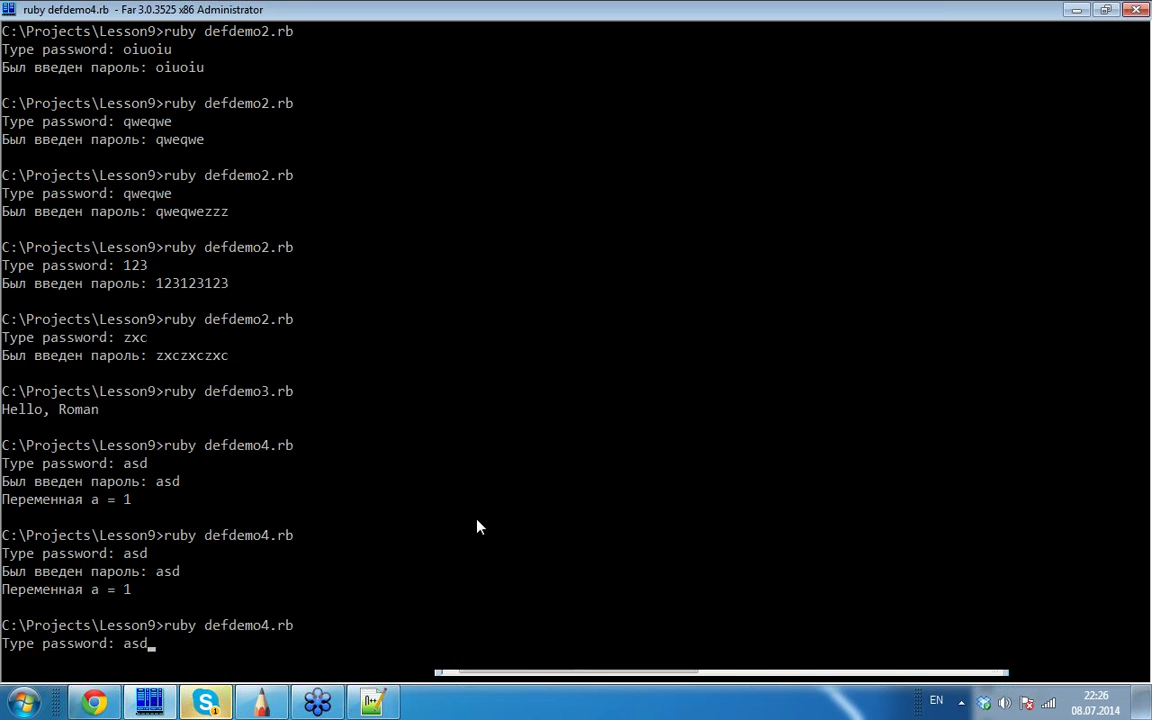 ruby defdemo4.rb - Far 3.0.3525 x86 Administrator
C:\Projects\Lesson9>ruby defdemo2.rb
Type password: oiuoiu
Был введен пароль: oiuoiu
C:\Projects\Lesson9>ruby defdemo2.rb
Type password: qweqwe
Был введен пароль: qweqwe
C:\Projects\Lesson9>ruby defdemo2.rb
Type password: qweqwe
Был введен пароль: qweqwezzz
C:\Projects\Lesson9>ruby defdemo2.rb
Type password: 123
Был введен пароль: 123123123
C:\Projects\Lesson9>ruby defdemo2.rb
Type password: zxc
Был введен пароль: zxczxczxc
C:\Projects\Lesson9>ruby defdemo3.rb
Hello, Roman
C:\Projects\Lesson9>ruby defdemo4.rb
Type password: asd
Был введен пароль: asd
Переменная a = 1
C:\Projects\Lesson9>ruby defdemo4.rb
Type password: asd
Был введен пароль: asd
Переменная a = 1
C:\Projects\Lesson9>ruby defdemo4.rb
Type password: asd
EN
22:26
08.07.2014